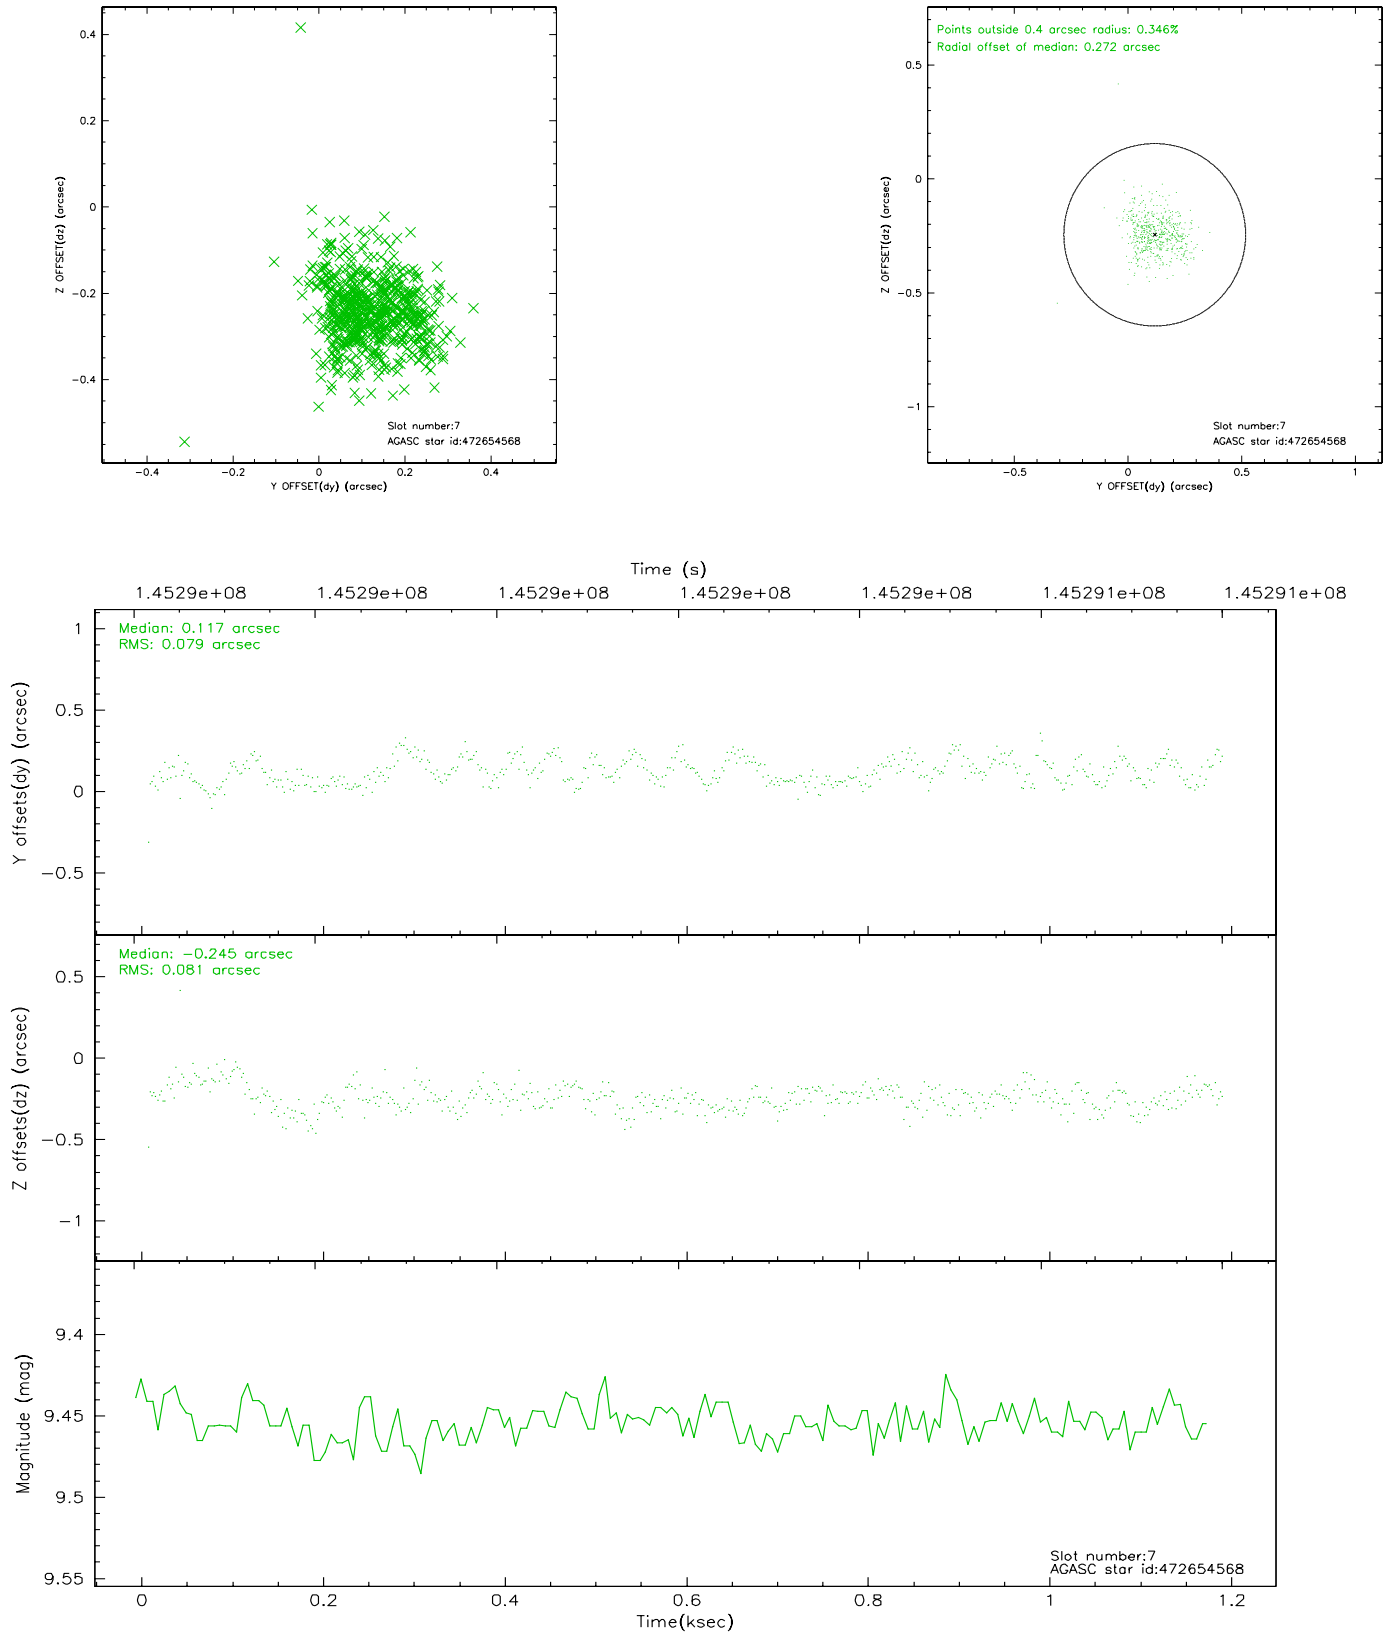 0.4
0.2
0
−0.2
−0.4
Z OFFSET(dz) (arcsec)
−0.4
−0.2
0
0.2
0.4
Y OFFSET(dy) (arcsec)
Slot number:7
AGASC star id:472654568
Points outside 0.4 arcsec radius: 0.346%
Radial offset of median: 0.272 arcsec
0.5
0
−0.5
−1
Z OFFSET(dz) (arcsec)
−0.5
0
0.5
1
Y OFFSET(dy) (arcsec)
Slot number:7
AGASC star id:472654568
Time (s)
1.4529e+08
1.4529e+08
1.4529e+08
1.4529e+08
1.4529e+08
1.45291e+08
1.45291e+08
Median: 0.117 arcsec
RMS: 0.079 arcsec
1
0.5
0
−0.5
Y offsets(dy) (arcsec)
Median: −0.245 arcsec
RMS: 0.081 arcsec
0.5
0
−0.5
−1
Z offsets(dz) (arcsec)
9.4
9.45
9.5
9.55
Magnitude (mag)
Slot number:7
AGASC star id:472654568
0
0.2
0.4
0.6
0.8
1
1.2
Time(ksec)